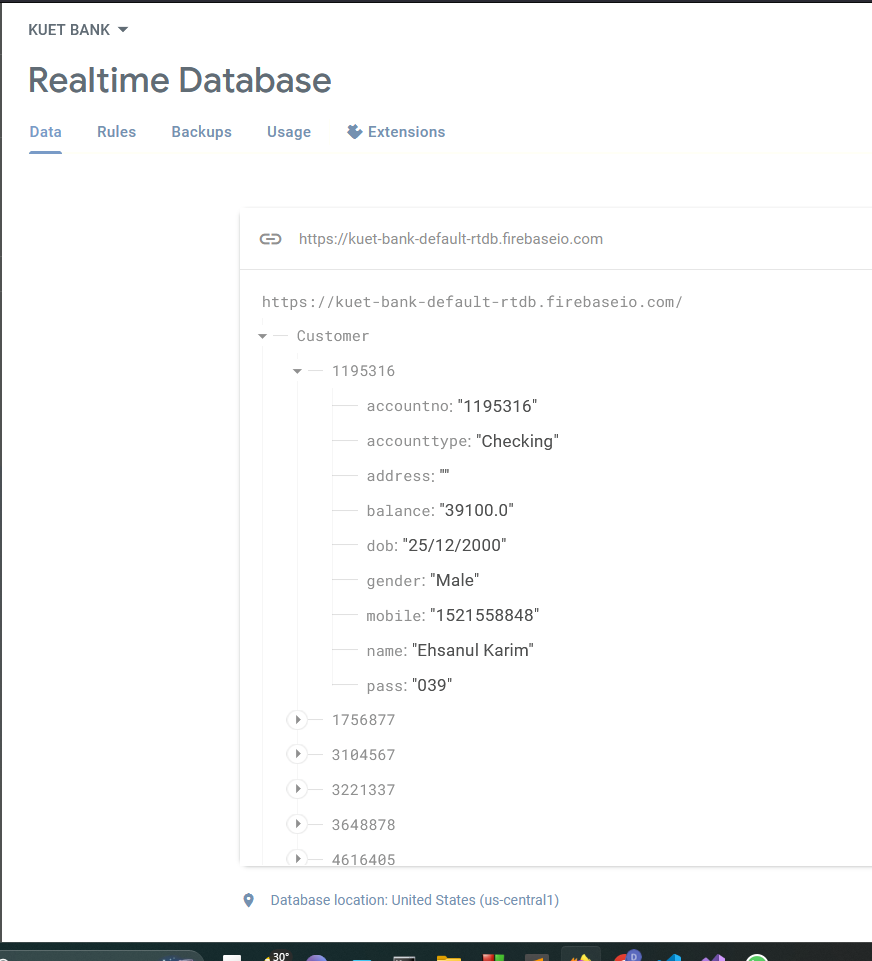 KUET BANK
Realtime Database
Data Rules Backups Usage Extensions
https://kuet-bank-default-rtdb.firebaseio.com
https://kuet-bank-default-rtdb.firebaseio.com/
Customer
1195316
accountno: "1195316"
accounttype: "Checking"
address: ""
balance: "39100.0"
dob: "25/12/2000"
gender: "Male"
mobile: "1521558848"
name: "Ehsanul Karim"
pass: "039"
1756877
3104567
3221337
3648878
4616405
Database location: United States (us-central1)
30°
D